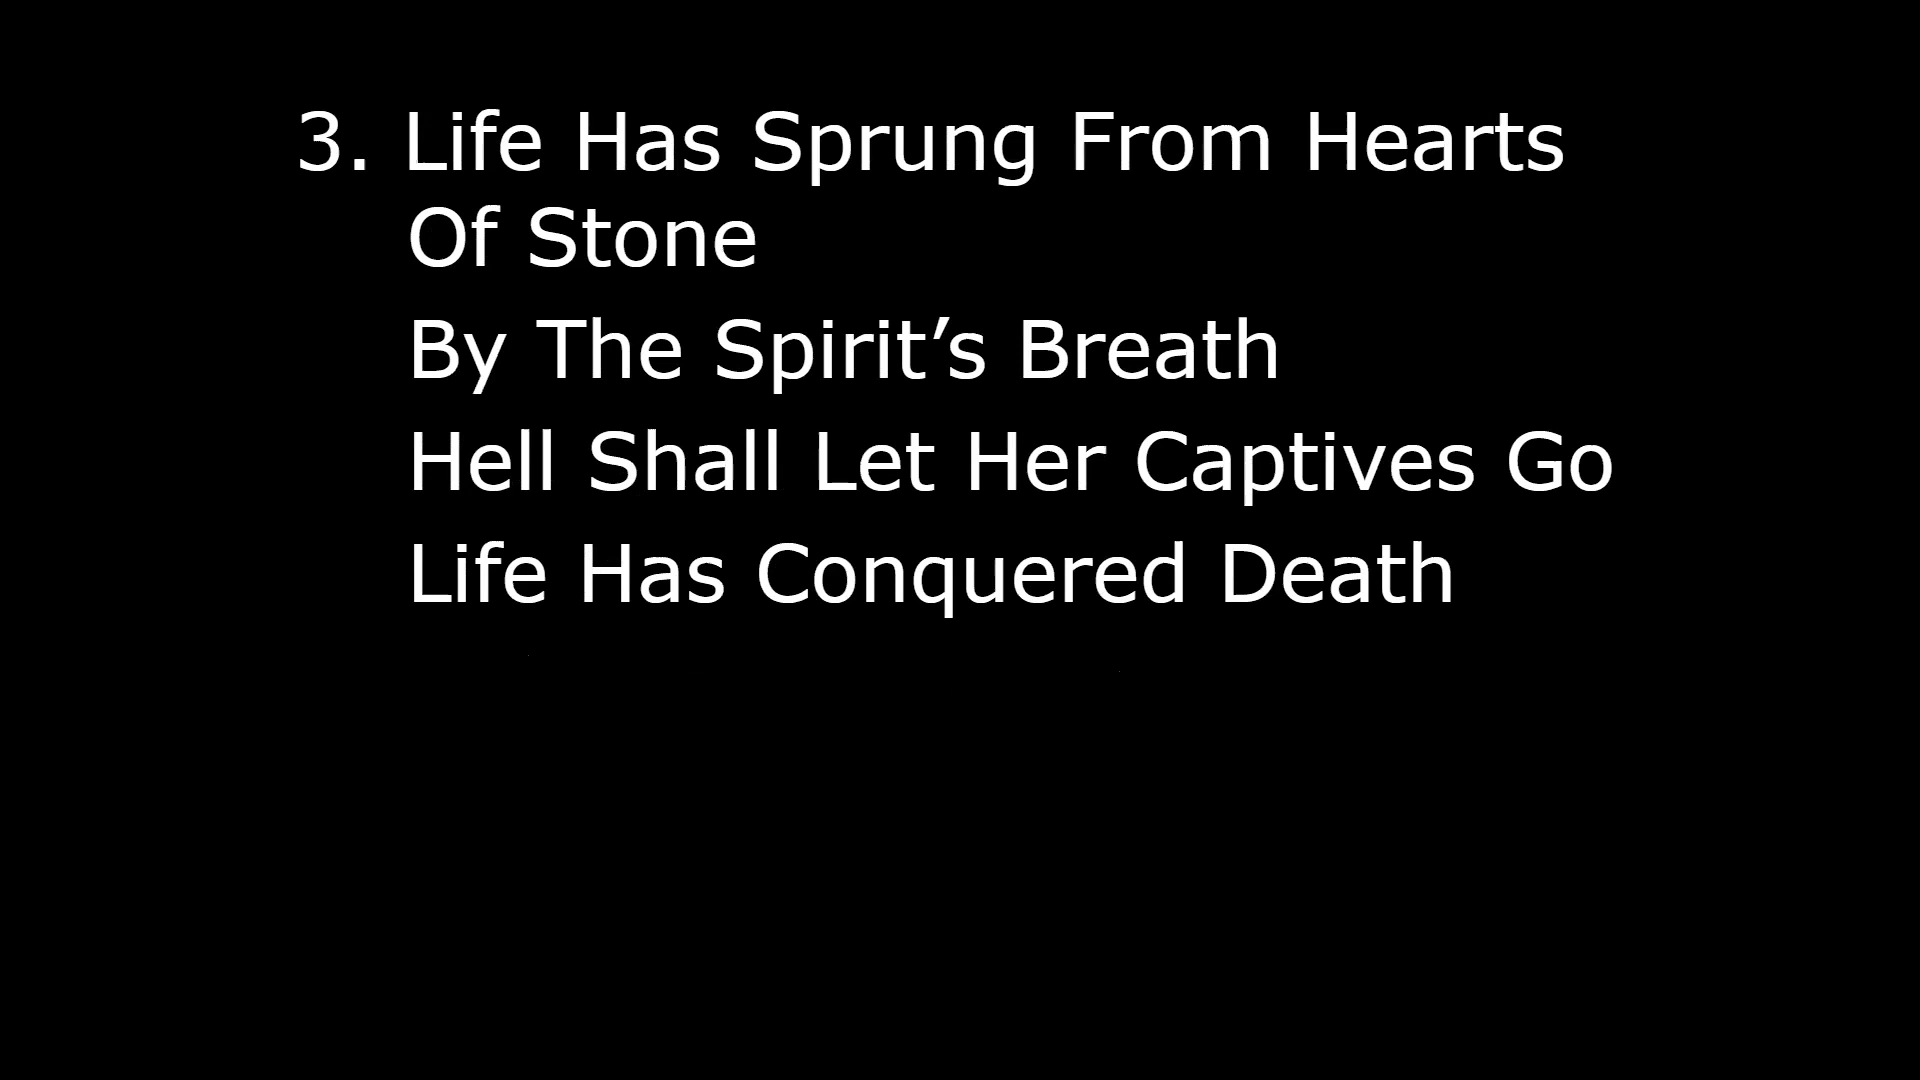 3. Life Has Sprung From Hearts
Of Stone
By The Spirit’s Breath
Hell Shall Let Her Captives Go
Life Has Conquered Death